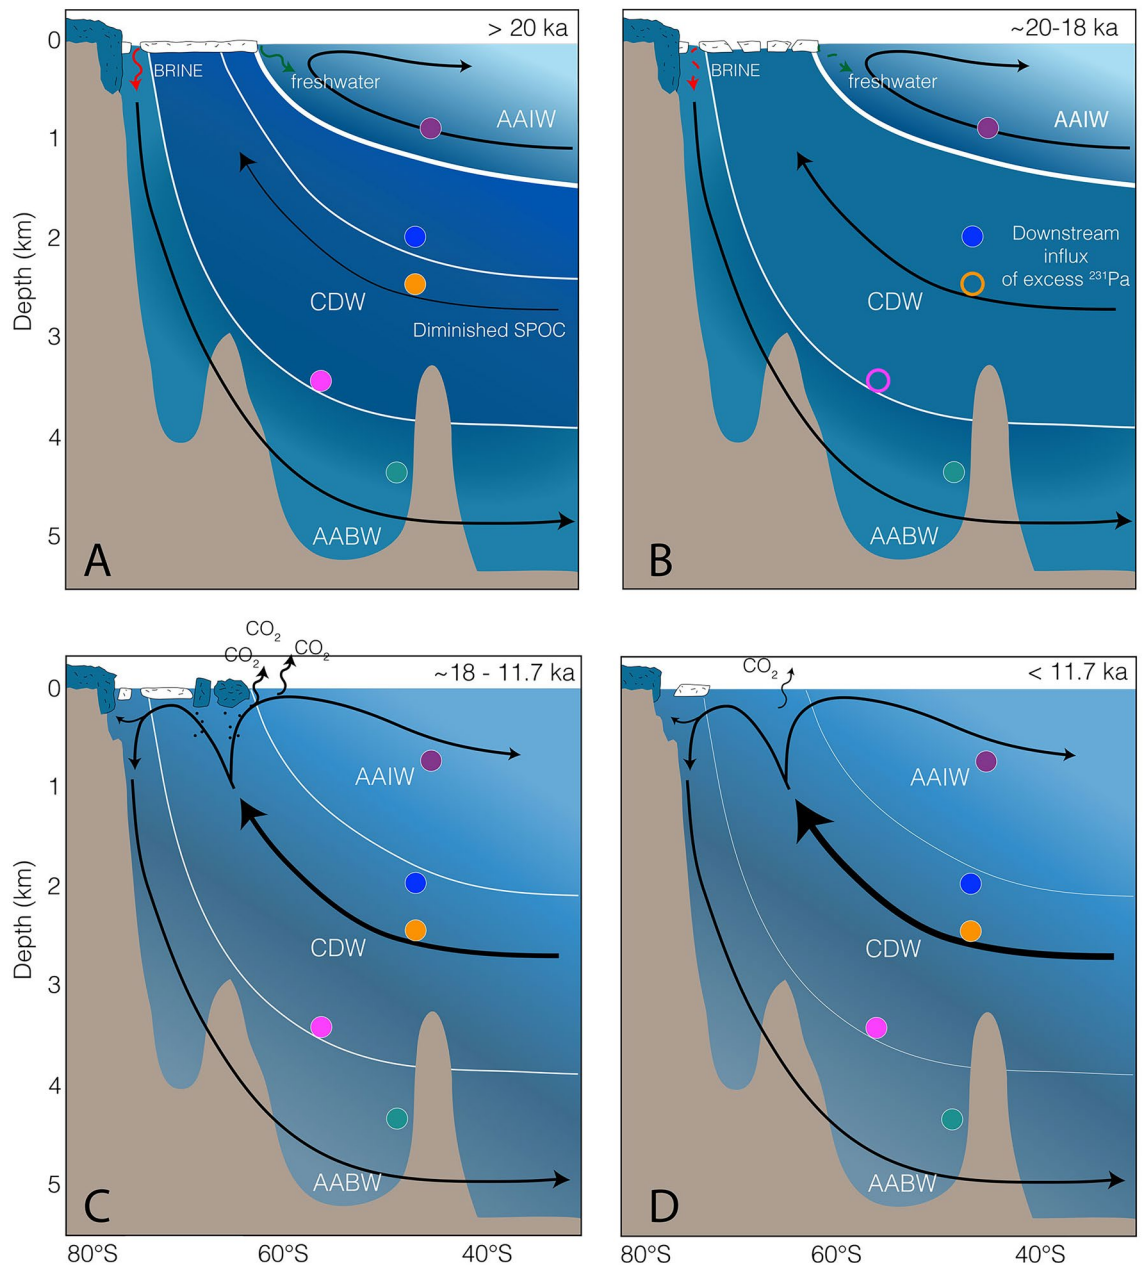 > 20 ka
0
BRINE
freshwater
AAIW
1
2
Depth (km)
CDW
Diminished SPOC
3
4
5
AABW
A
~20-18 ka
BRINE
freshwater
AAIW
Downstream
influx
of excess ²³¹Pa
CDW
AABW
B
CO₂
CO₂
CO₂
~18 - 11.7 ka
0
AAIW
1
2
Depth (km)
CDW
3
4
5
AABW
C
80°S
60°S
40°S
CO₂
< 11.7 ka
AAIW
CDW
AABW
D
80°S
60°S
40°S